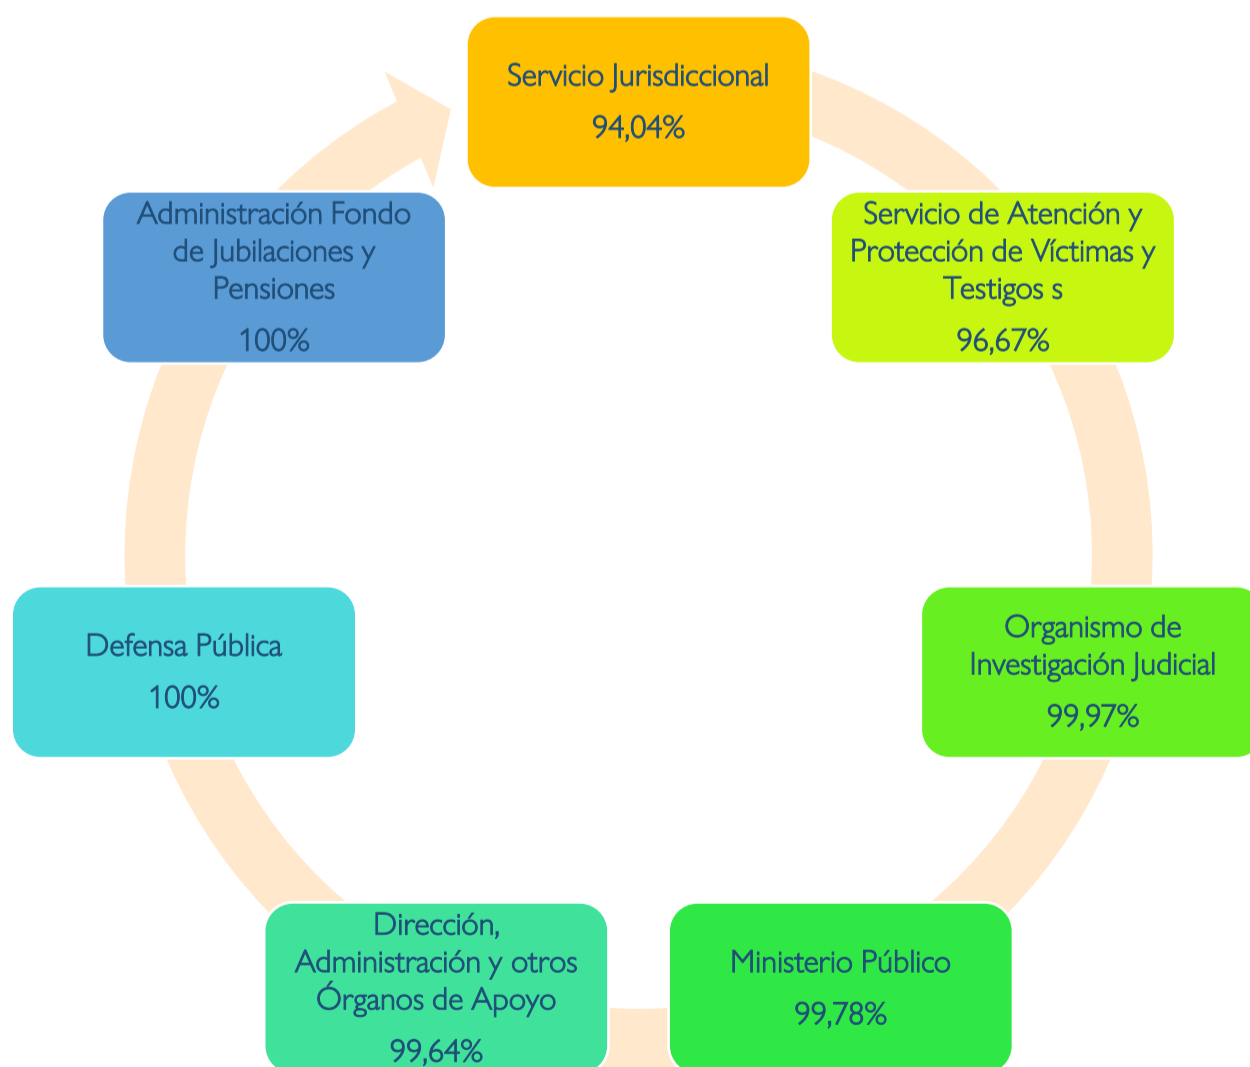 Servicio Jurisdiccional
94,04%
Servicio de Atención y
Protección de Víctimas y
Testigos s
96,67%
Organismo de
Investigación Judicial
99,97%
Ministerio Público
99,78%
Dirección,
Administración y otros
Órganos de Apoyo
99,64%
Defensa Pública
100%
Administración Fondo
de Jubilaciones y
Pensiones
100%